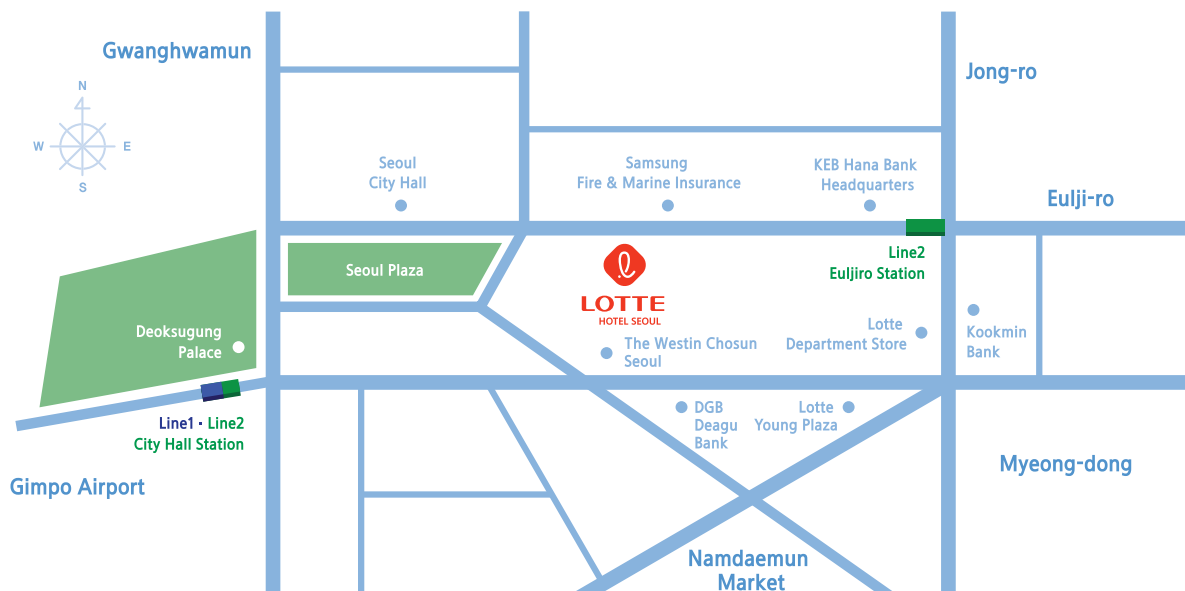 Gwanghwamun
Jong-ro
N
W
E
S
Seoul
City Hall
Samsung
Fire & Marine Insurance
KEB Hana Bank
Headquarters
Eulji-ro
Seoul Plaza
Line2
Euljiro Station
LOTTE
HOTEL SEOUL
Deoksugung
Palace
The Westin Chosun
Seoul
Lotte
Department Store
Kookmin
Bank
Line1 · Line2
City Hall Station
DGB
Deagu
Bank
Lotte
Young Plaza
Gimpo Airport
Myeong-dong
Namdaemun
Market